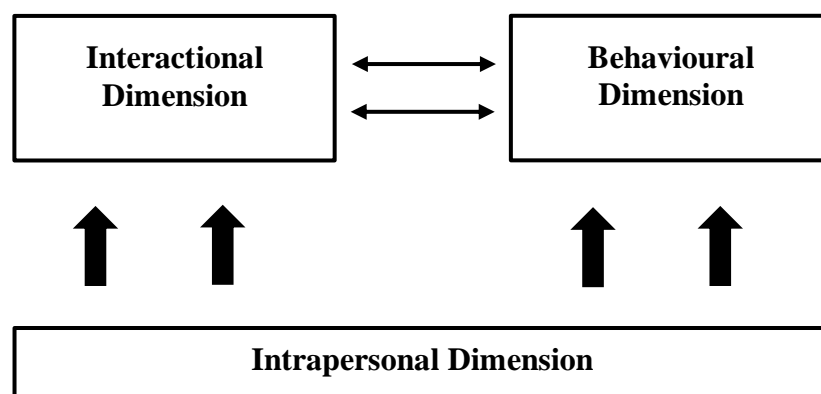 Interactional
Dimension
Behavioural
Dimension
Intrapersonal Dimension